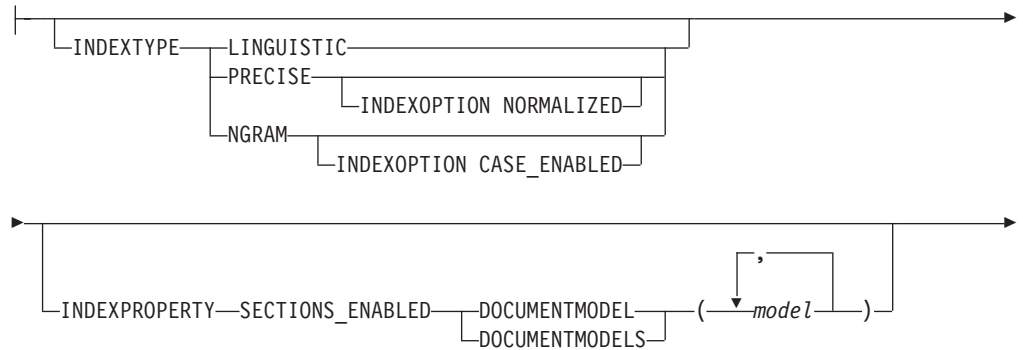 INDEXTYPE LINGUISTIC
PRECISE
INDEXOPTION NORMALIZED
NGRAM
INDEXOPTION CASE_ENABLED
,
INDEXPROPERTY SECTIONS_ENABLED DOCUMENTMODEL ( model )
DOCUMENTMODELS